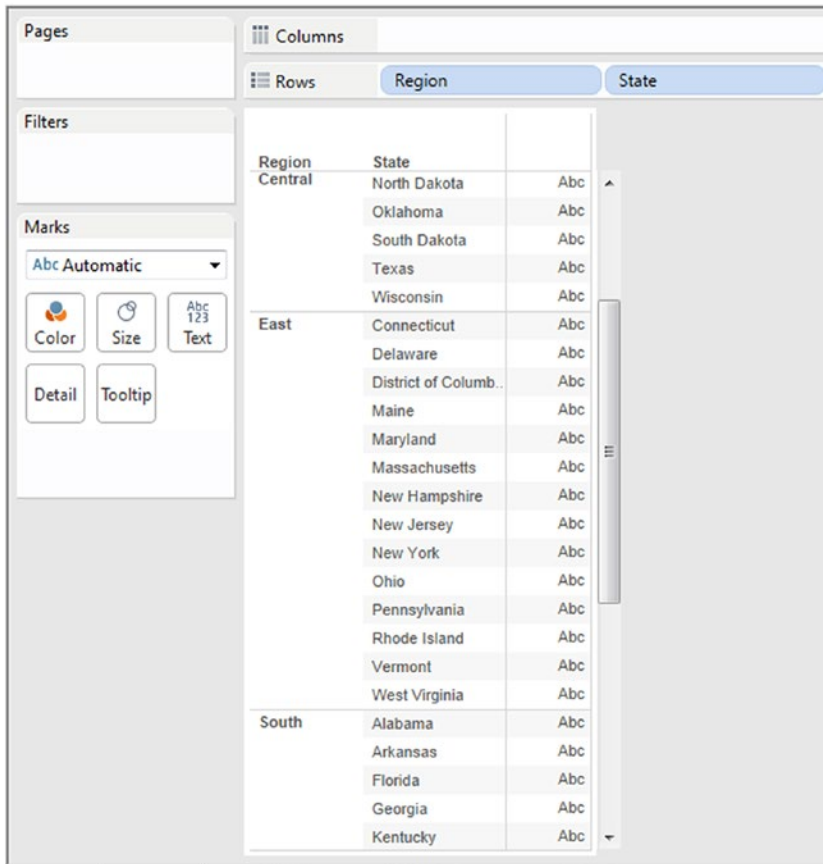 Pages
Columns
Rows Region State
Filters
Marks
Abc Automatic
Color Size Abc 123 Text
Detail Tooltip
Region State
Central North Dakota Abc
Oklahoma Abc
South Dakota Abc
Texas Abc
Wisconsin Abc
East Connecticut Abc
Delaware Abc
District of Columb.. Abc
Maine Abc
Maryland Abc
Massachusetts Abc
New Hampshire Abc
New Jersey Abc
New York Abc
Ohio Abc
Pennsylvania Abc
Rhode Island Abc
Vermont Abc
West Virginia Abc
South Alabama Abc
Arkansas Abc
Florida Abc
Georgia Abc
Kentucky Abc